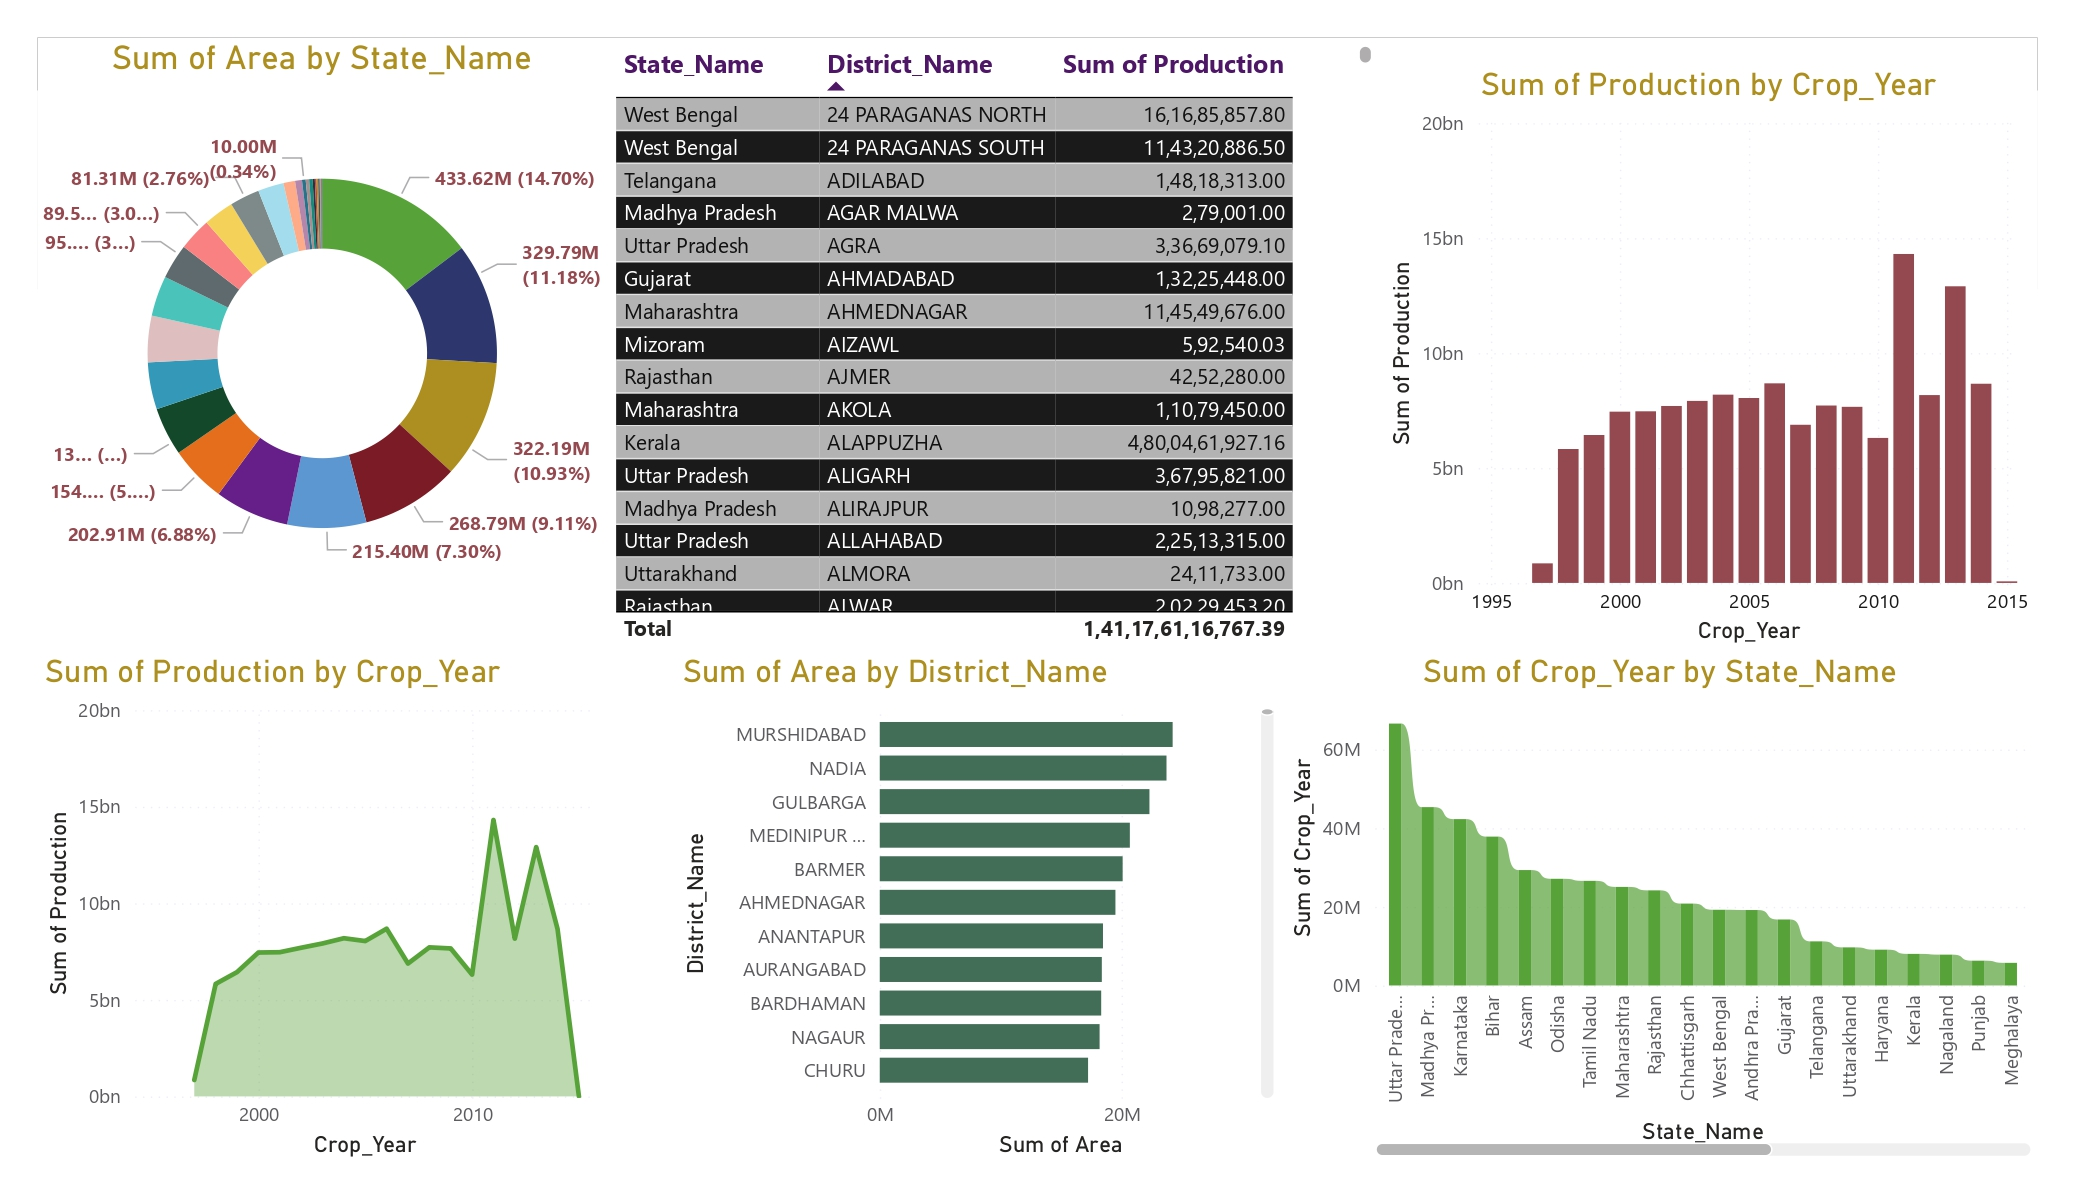 Sum of Area by State_Name
10.00M
(0.34%)
81.31M (2.76%)
433.62M (14.70%)
89.5... (3.0...)
95.... (3...)
329.79M
(11.18%)
322.19M
(10.93%)
13... (...)
154.... (5....)
268.79M (9.11%)
202.91M (6.88%)
215.40M (7.30%)
State_Name District_Name Sum of Production
West Bengal 24 PARAGANAS NORTH 16,16,85,857.80
West Bengal 24 PARAGANAS SOUTH 11,43,20,886.50
Telangana ADILABAD 1,48,18,313.00
Madhya Pradesh AGAR MALWA 2,79,001.00
Uttar Pradesh AGRA 3,36,69,079.10
Gujarat AHMADABAD 1,32,25,448.00
Maharashtra AHMEDNAGAR 11,45,49,676.00
Mizoram AIZAWL 5,92,540.03
Rajasthan AJMER 42,52,280.00
Maharashtra AKOLA 1,10,79,450.00
Kerala ALAPPUZHA 4,80,04,61,927.16
Uttar Pradesh ALIGARH 3,67,95,821.00
Madhya Pradesh ALIRAJPUR 10,98,277.00
Uttar Pradesh ALLAHABAD 2,25,13,315.00
Uttarakhand ALMORA 24,11,733.00
Rajasthan ALWAR 2,02,29,453.20
Total 1,41,17,61,16,767.39
Sum of Production by Crop_Year
20bn
15bn
10bn
5bn
0bn
Sum of Production
1995 2000 2005 2010 2015
Crop_Year
Sum of Production by Crop_Year
20bn
15bn
10bn
5bn
0bn
Sum of Production
2000 2010
Crop_Year
Sum of Area by District_Name
District_Name
MURSHIDABAD
NADIA
GULBARGA
MEDINIPUR ...
BARMER
AHMEDNAGAR
ANANTAPUR
AURANGABAD
BARDHAMAN
NAGAUR
CHURU
0M 20M
Sum of Area
Sum of Crop_Year by State_Name
60M
40M
20M
0M
Sum of Crop_Year
Uttar Prade...
Madhya Pr...
Karnataka
Bihar
Assam
Odisha
Tamil Nadu
Maharashtra
Rajasthan
Chhattisgarh
West Bengal
Andhra Pra...
Gujarat
Telangana
Uttarakhand
Haryana
Kerala
Nagaland
Punjab
Meghalaya
State_Name